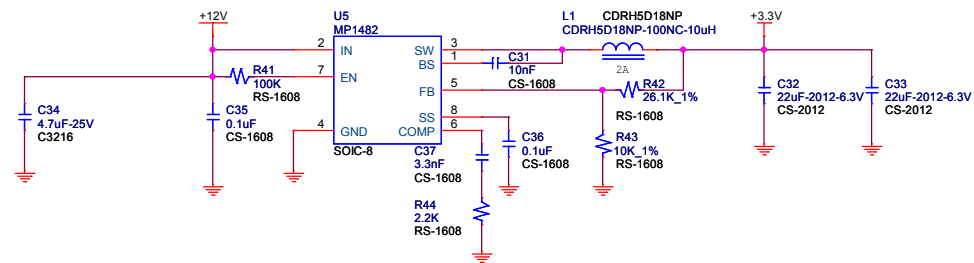 +12V
U5
MP1482
L1
CDRH5D18NP
CDRH5D18NP-100NC-10uH
+3.3V
2
IN
SW
3
BS
1
C31
10nF
CS-1608
2A
7
EN
R41
100K
RS-1608
FB
5
R42
26.1K_1%
RS-1608
C32
22uF-2012-6.3V
CS-2012
C33
22uF-2012-6.3V
CS-2012
C34
4.7uF-25V
C3216
C35
0.1uF
CS-1608
4
GND
SS
8
COMP
6
SOIC-8
C37
3.3nF
CS-1608
C36
0.1uF
CS-1608
R43
10K_1%
RS-1608
R44
2.2K
RS-1608